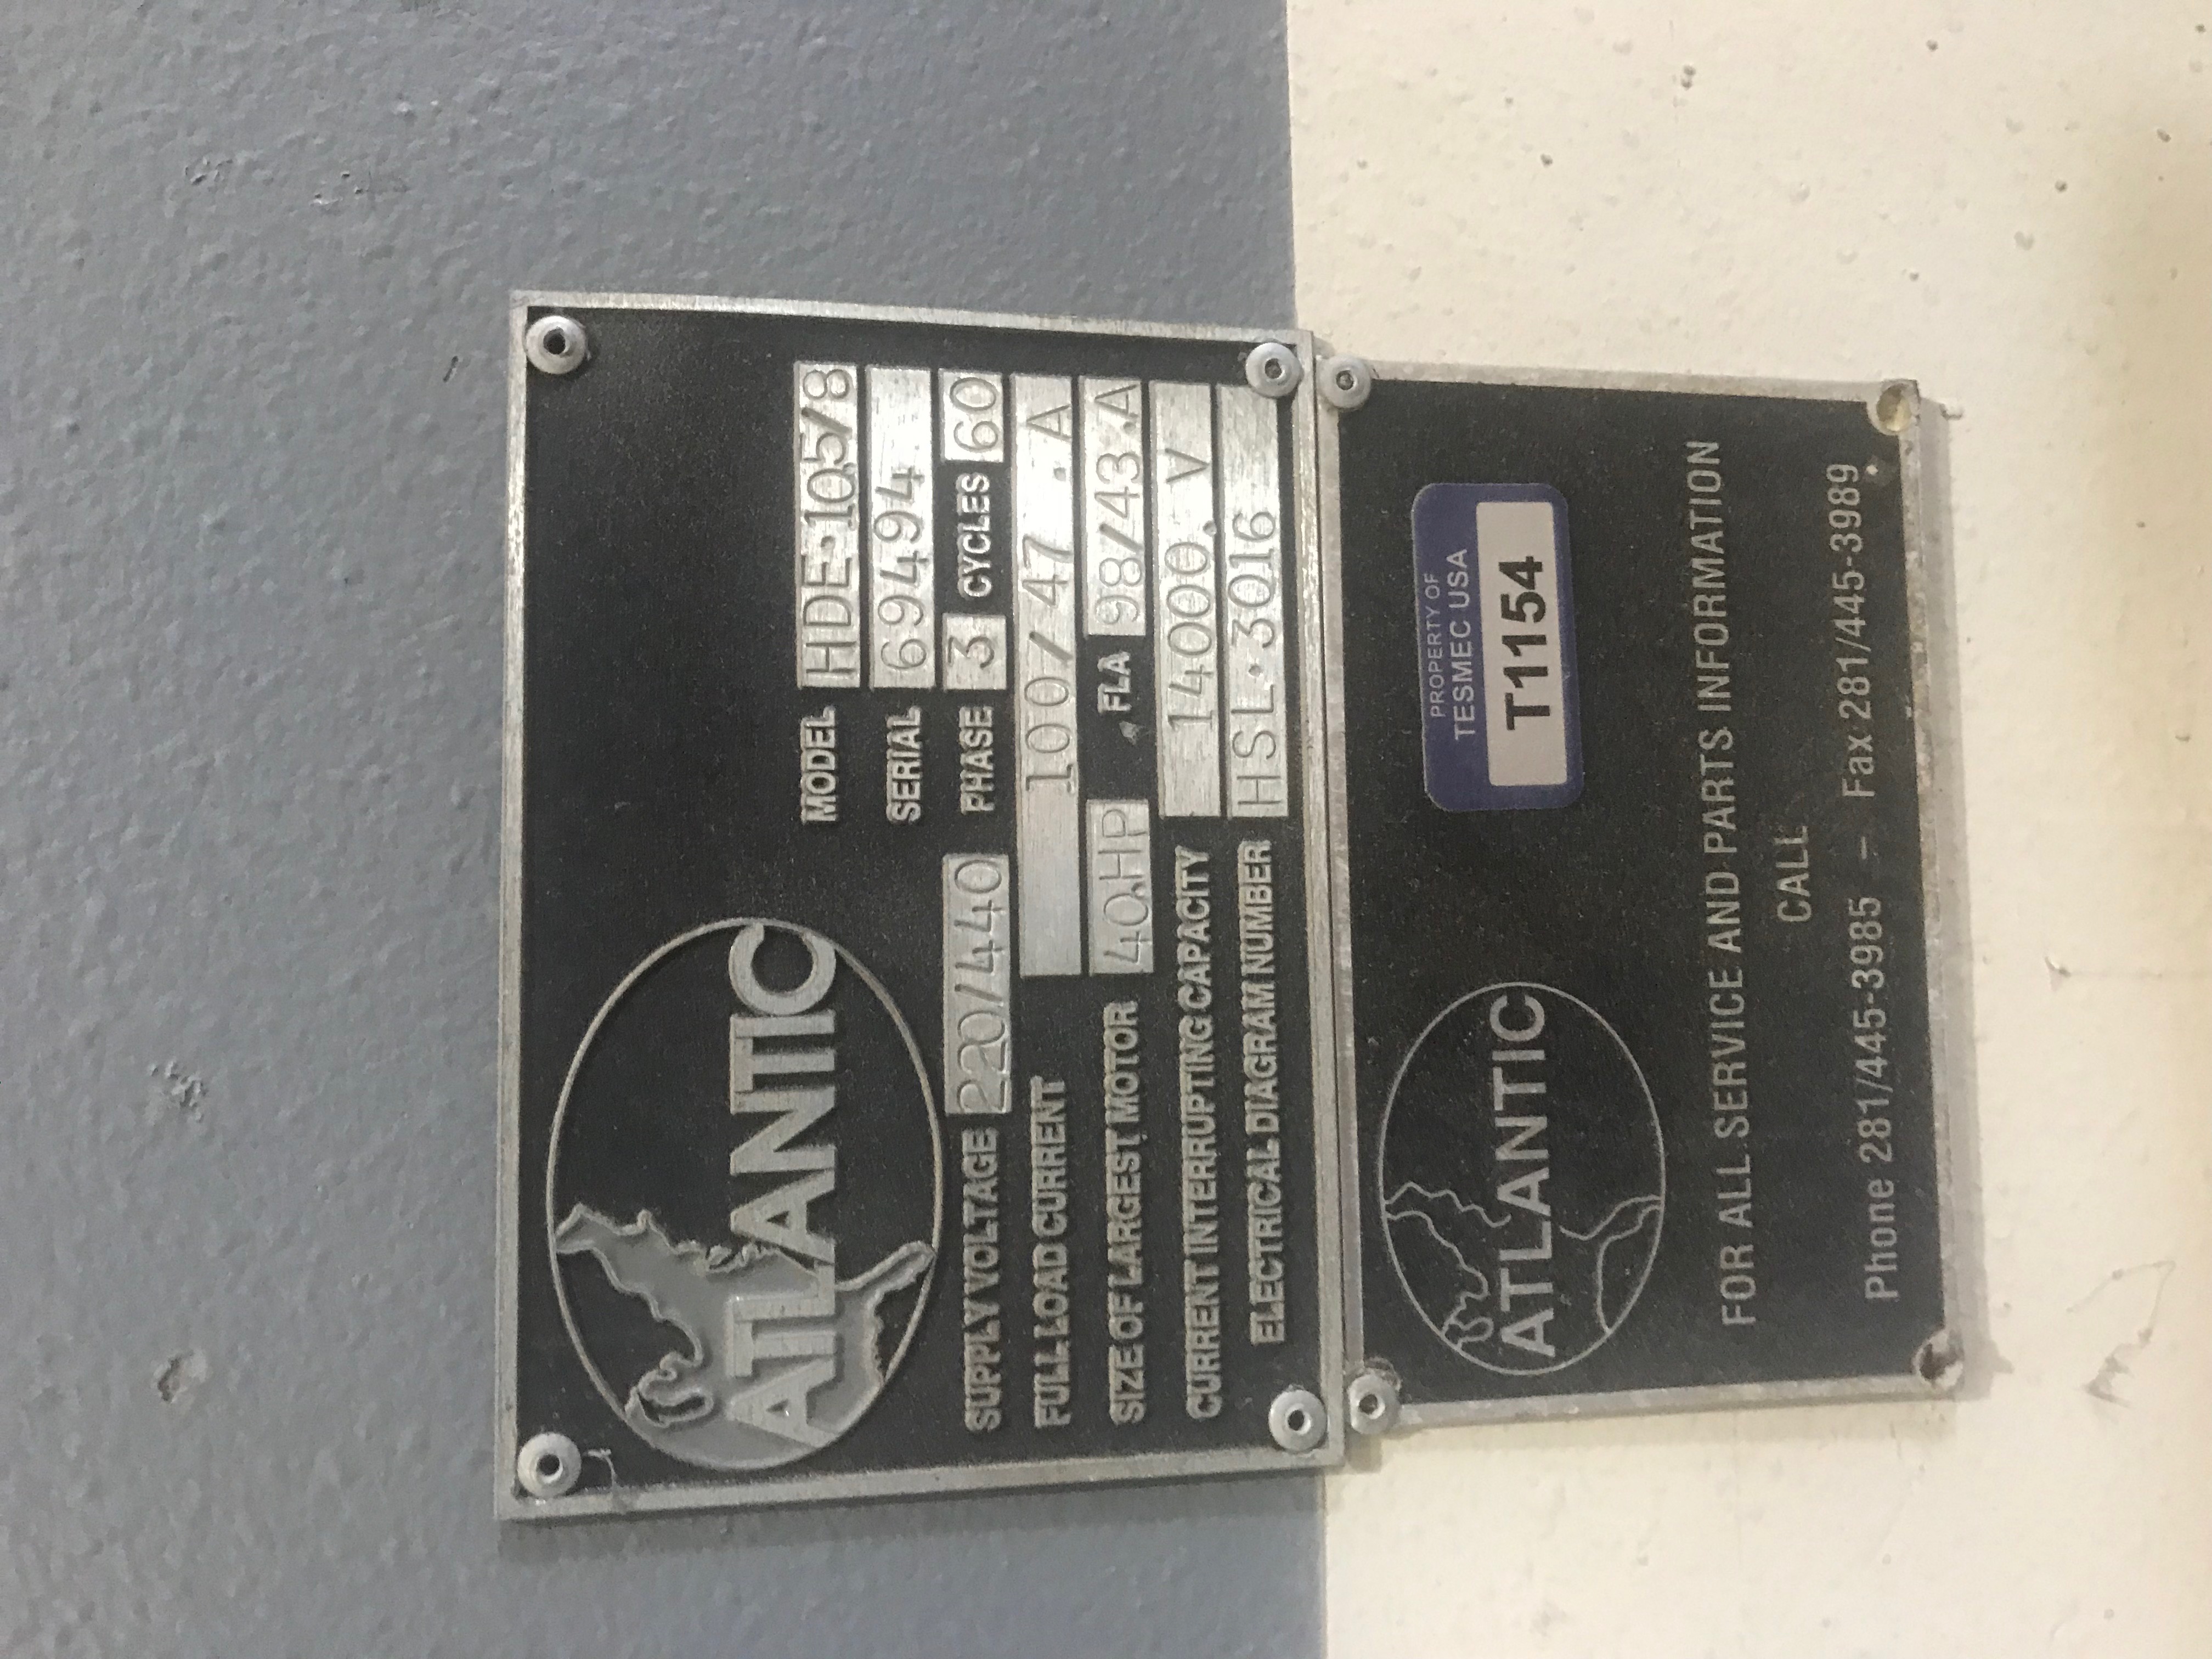 ATLANTIC
MODEL HDE-105/8
SERIAL 69494
SUPPLY VOLTAGE 220/440 PHASE 3 CYCLES 60
FULL LOAD CURRENT 100/47.A
SIZE OF LARGEST MOTOR 40.HP FLA 98/43.A
CURRENT INTERRUPTING CAPACITY 14000.V
ELECTRICAL DIAGRAM NUMBER HSL.3016
ATLANTIC
PROPERTY OF
TESMEC USA
T1154
FOR ALL SERVICE AND PARTS INFORMATION
CALL
Phone 281/445-3985 – Fax 281/445-3989